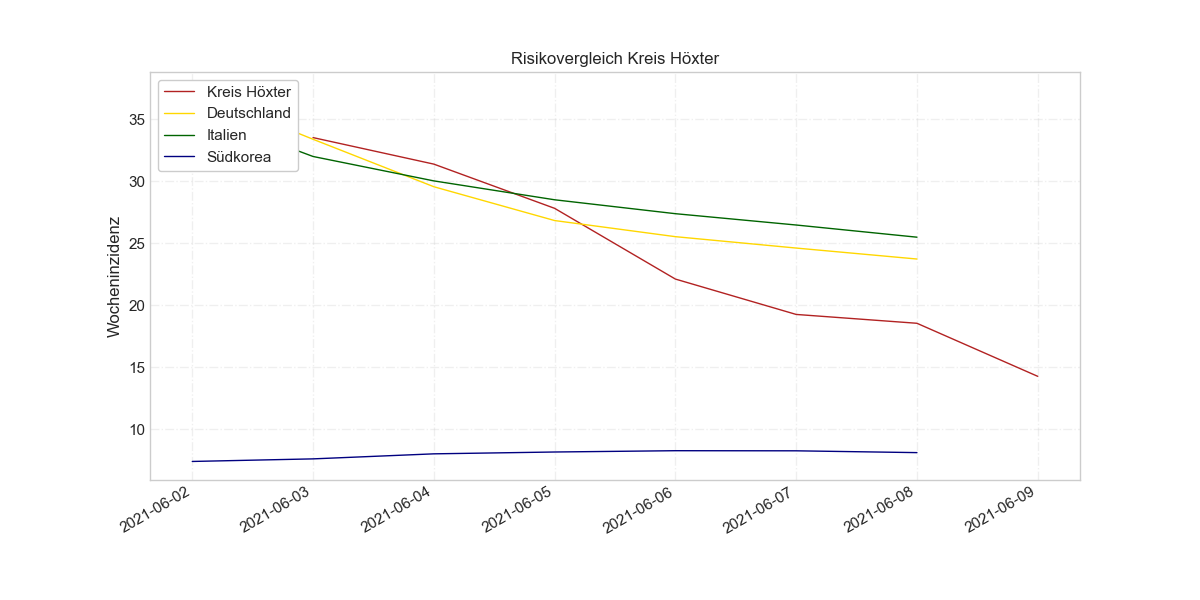 Risikovergleich Kreis Höxter
Kreis Höxter
Deutschland
Italien
Südkorea
Wocheninzidenz
35
30
25
20
15
10
2021-06-02
2021-06-03
2021-06-04
2021-06-05
2021-06-06
2021-06-07
2021-06-08
2021-06-09